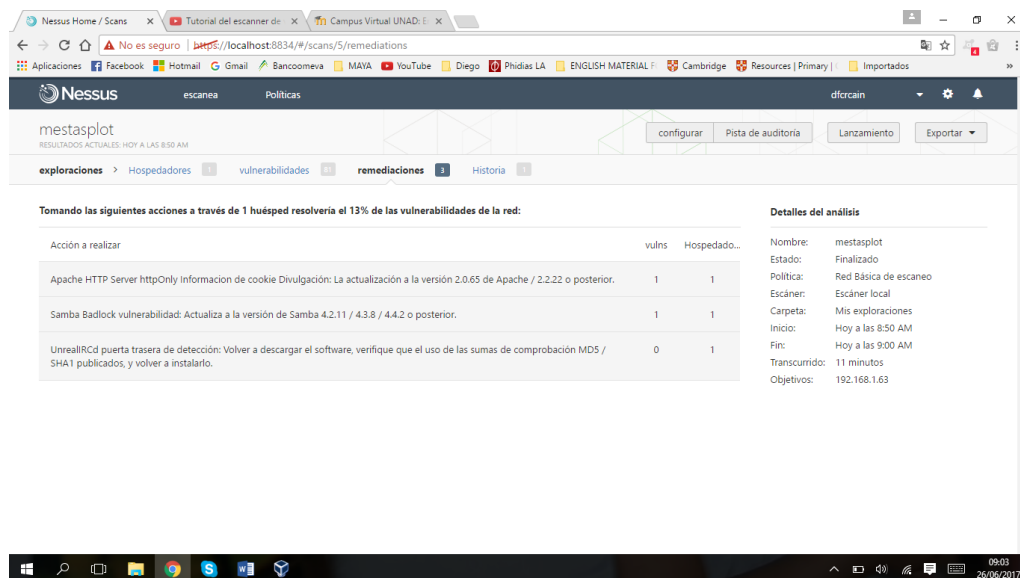 Nessus Home / Scans
Tutorial del escanner de
Campus Virtual UNAD: E
No es seguro | https://localhost:8834/#/scans/5/remediations
Aplicaciones Facebook Hotmail Gmail Bancoomeva MAYA YouTube Diego Phidias LA ENGLISH MATERIAL F Cambridge Resources | Primary | Importados »
Nessus escanea Políticas dfcrcain
mestasplot
RESULTADOS ACTUALES: HOY A LAS 8:50 AM
configurar Pista de auditoría Lanzamiento Exportar
exploraciones > Hospedadores 1 vulnerabilidades 81 remediaciones 3 Historia 1
Tomando las siguientes acciones a través de 1 huésped resolvería el 13% de las vulnerabilidades de la red:
Acción a realizar vulns Hospedado...
Apache HTTP Server httpOnly Informacion de cookie Divulgación: La actualización a la versión 2.0.65 de Apache / 2.2.22 o posterior. 1 1
Samba Badlock vulnerabilidad: Actualiza a la versión de Samba 4.2.11 / 4.3.8 / 4.4.2 o posterior. 1 1
UnrealIRCd puerta trasera de detección: Volver a descargar el software, verifique que el uso de las sumas de comprobación MD5 / 0 1
SHA1 publicados, y volver a instalarlo.
Detalles del análisis
Nombre: mestasplot
Estado: Finalizado
Política: Red Básica de escaneo
Escáner: Escáner local
Carpeta: Mis exploraciones
Inicio: Hoy a las 8:50 AM
Fin: Hoy a las 9:00 AM
Transcurrido: 11 minutos
Objetivos: 192.168.1.63
09:03
26/06/2017